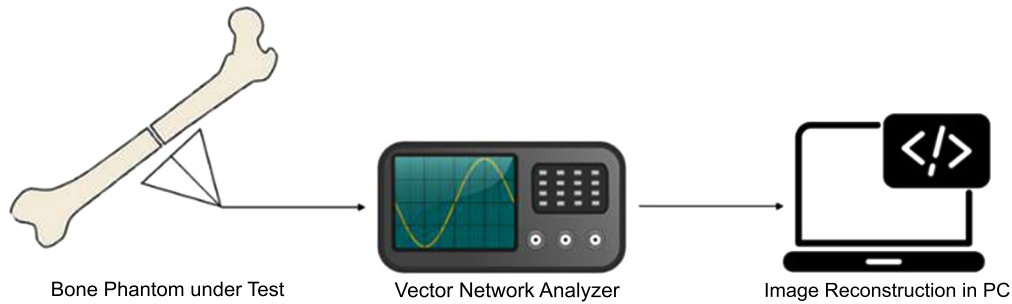 </!>
Bone Phantom under Test
Vector Network Analyzer
Image Reconstruction in PC